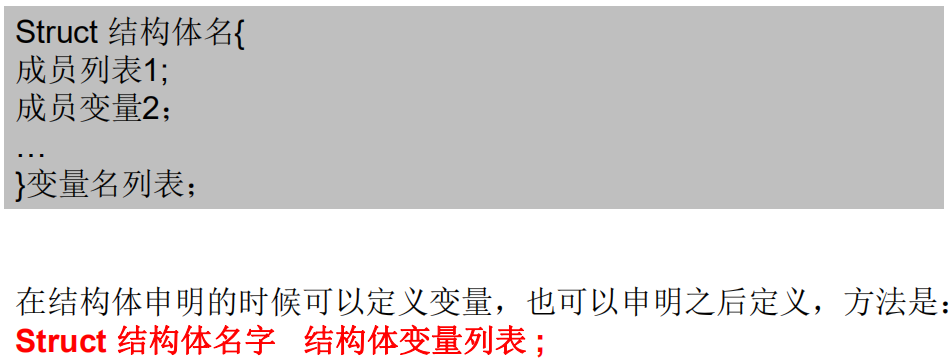 Struct 结构体名{
成员列表1;
成员变量2；
…
}变量名列表；
在结构体申明的时候可以定义变量，也可以申明之后定义，方法是：
Struct 结构体名字 结构体变量列表 ;